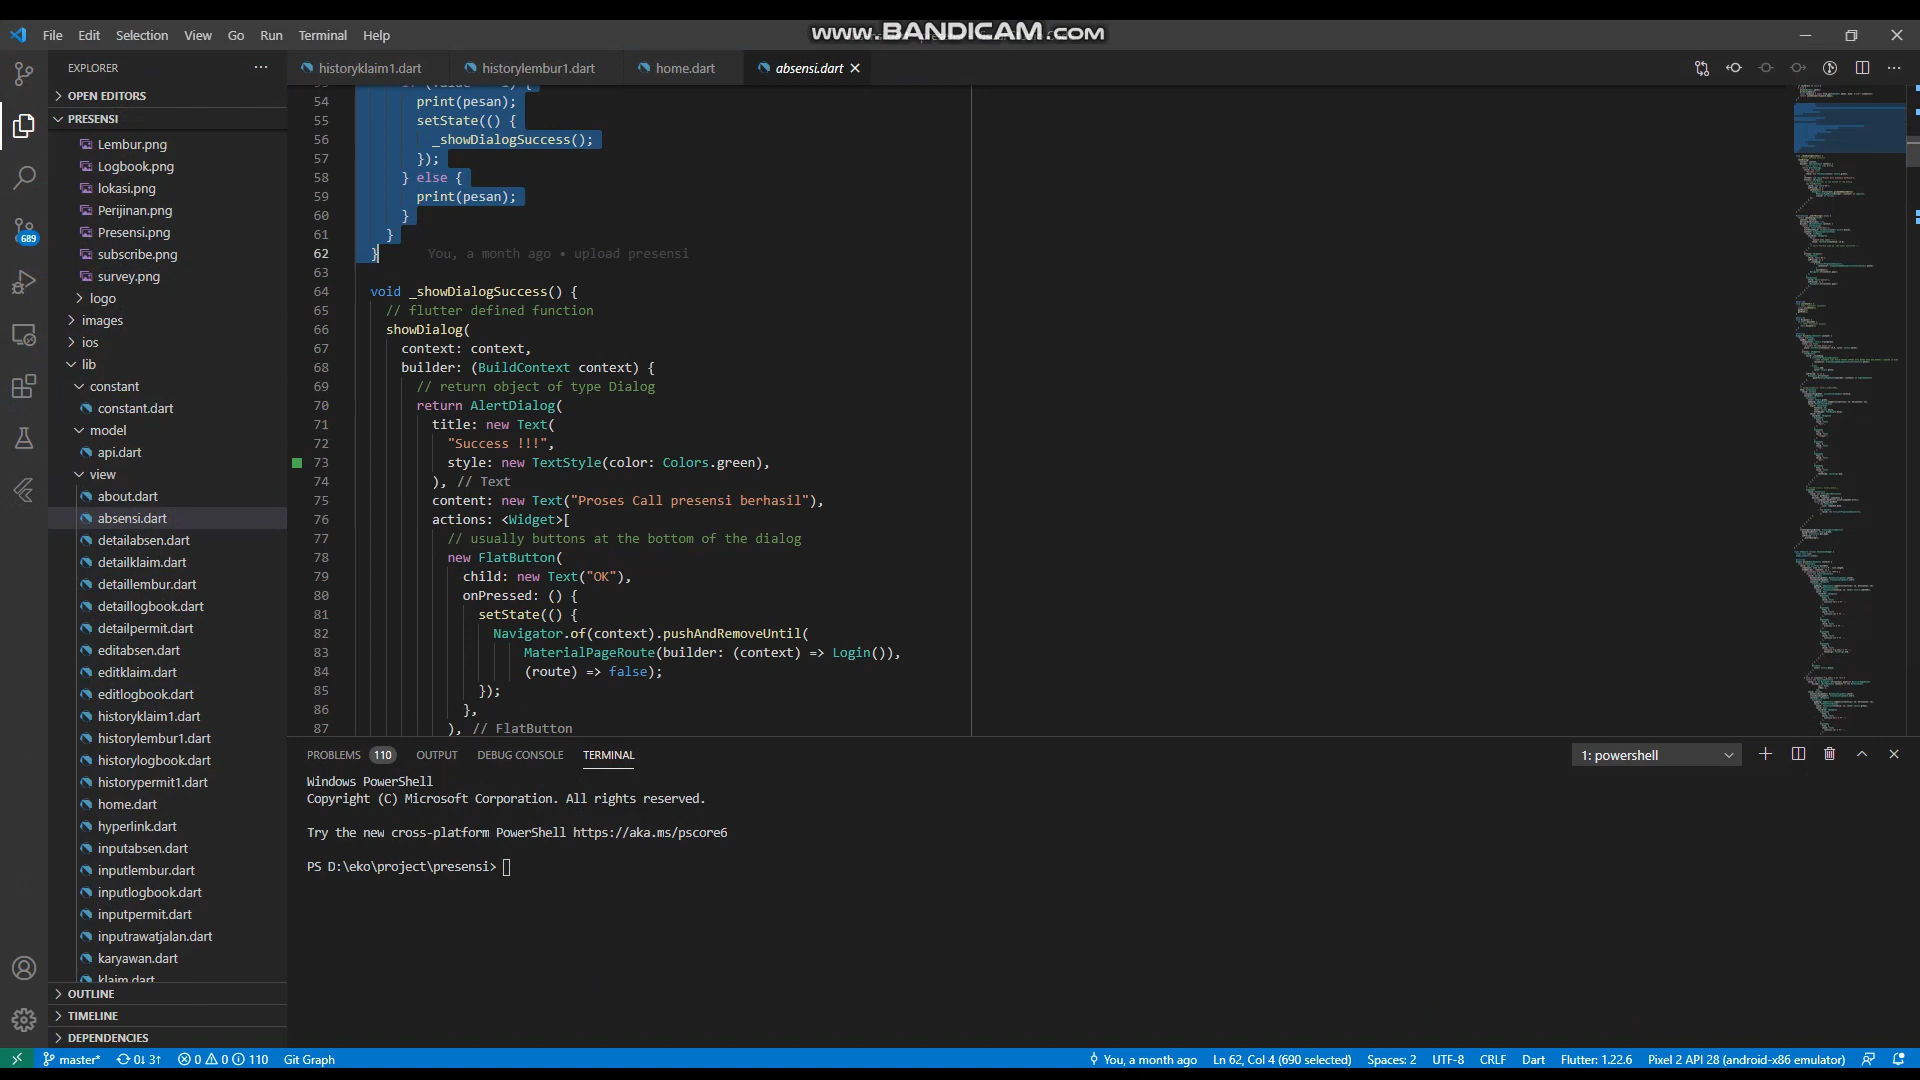 www.BANDICAM.com
File Edit Selection View Go Run Terminal Help
EXPLORER
OPEN EDITORS
PRESENSI
Lembur.png
Logbook.png
lokasi.png
Perijinan.png
Presensi.png
subscribe.png
survey.png
logo
images
ios
lib
constant
constant.dart
model
api.dart
view
about.dart
absensi.dart
detailabsen.dart
detailklaim.dart
detaillembur.dart
detaillogbook.dart
detailpermit.dart
editabsen.dart
editklaim.dart
editlogbook.dart
historyklaim1.dart
historylembur1.dart
historylogbook.dart
historypermit1.dart
home.dart
hyperlink.dart
inputabsen.dart
inputlembur.dart
inputlogbook.dart
inputpermit.dart
inputrawatjalan.dart
karyawan.dart
klaim.dart
OUTLINE
TIMELINE
DEPENDENCIES
689
historyklaim1.dart historylembur1.dart home.dart absensi.dart
54 print(pesan);
55 setState(() {
56 _showDialogSuccess();
57 });
58 } else {
59 print(pesan);
60 }
61 }
62 } You, a month ago • upload presensi
63
64 void _showDialogSuccess() {
65 // flutter defined function
66 showDialog(
67 context: context,
68 builder: (BuildContext context) {
69 // return object of type Dialog
70 return AlertDialog(
71 title: new Text(
72 "Success !!!",
73 style: new TextStyle(color: Colors.green),
74 ), // Text
75 content: new Text("Proses Call presensi berhasil"),
76 actions: <Widget>[
77 // usually buttons at the bottom of the dialog
78 new FlatButton(
79 child: new Text("OK"),
80 onPressed: () {
81 setState(() {
82 Navigator.of(context).pushAndRemoveUntil(
83 MaterialPageRoute(builder: (context) => Login()),
84 (route) => false);
85 });
86 },
87 ), // FlatButton
PROBLEMS 110 OUTPUT DEBUG CONSOLE TERMINAL 1: powershell
Windows PowerShell
Copyright (C) Microsoft Corporation. All rights reserved.
Try the new cross-platform PowerShell https://aka.ms/pscore6
PS D:\eko\project\presensi>
master* 0↓ 3↑ 0 0 110 Git Graph You, a month ago Ln 62, Col 4 (690 selected) Spaces: 2 UTF-8 CRLF Dart Flutter: 1.22.6 Pixel 2 API 28 (android-x86 emulator)